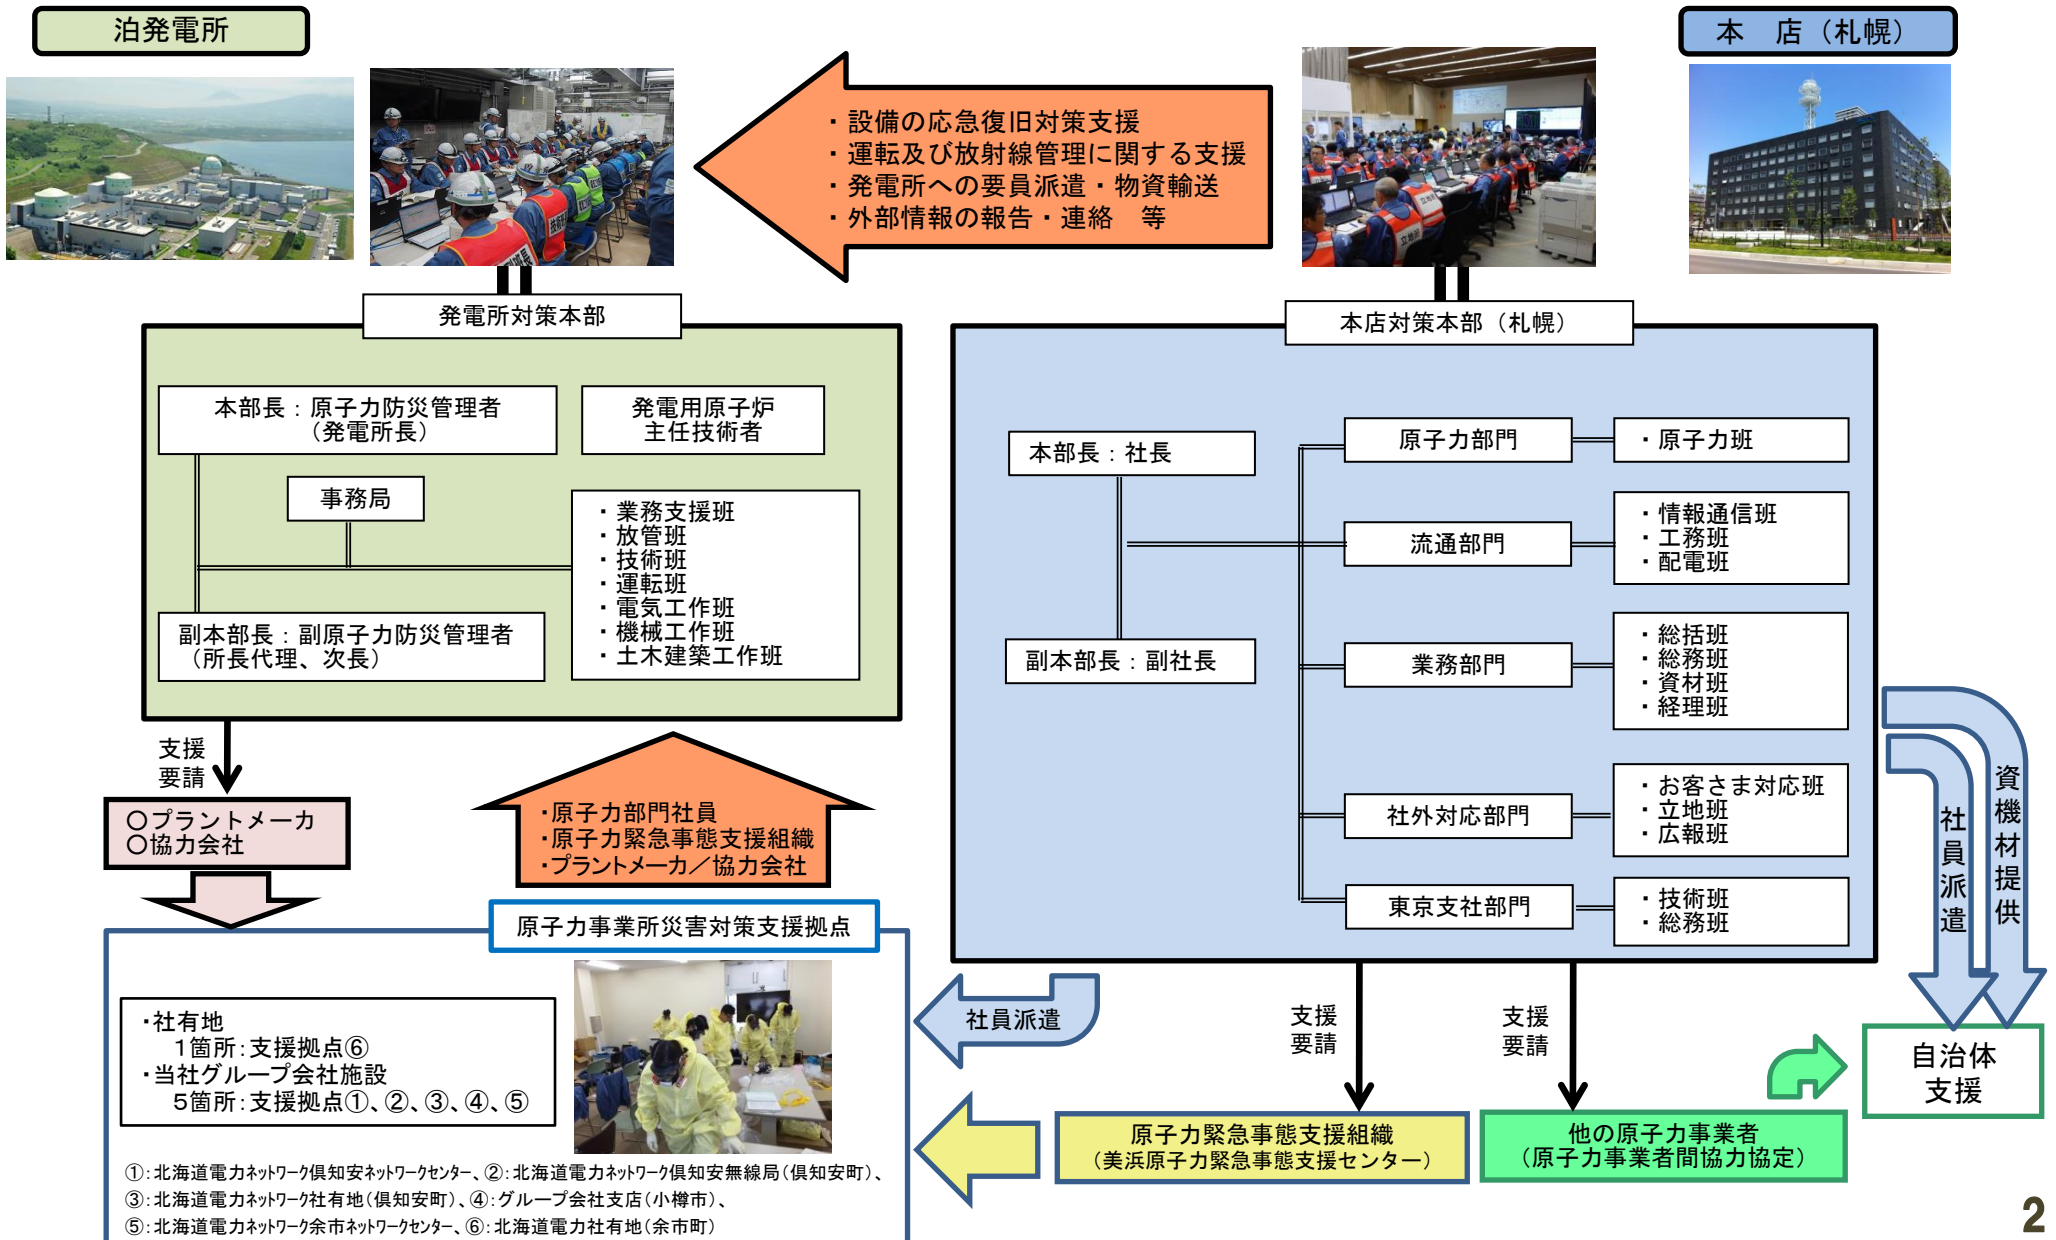 泊発電所
本　店（札幌）
・設備の応急復旧対策支援
・運転及び放射線管理に関する支援
・発電所への要員派遣・物資輸送
・外部情報の報告・連絡　等
発電所対策本部
本部長：原子力防災管理者
（発電所長）
発電用原子炉
主任技術者
事務局
・業務支援班
・放管班
・技術班
・運転班
・電気工作班
・機械工作班
・土木建築工作班
副本部長：副原子力防災管理者
（所長代理、次長）
本店対策本部（札幌）
本部長：社長
副本部長：副社長
原子力部門
・原子力班
流通部門
・情報通信班
・工務班
・配電班
業務部門
・総括班
・総務班
・資材班
・経理班
社外対応部門
・お客さま対応班
・立地班
・広報班
東京支社部門
・技術班
・総務班
支援
要請
○プラントメーカ
○協力会社
・原子力部門社員
・原子力緊急事態支援組織
・プラントメーカ／協力会社
原子力事業所災害対策支援拠点
・社有地
１箇所：支援拠点⑥
・当社グループ会社施設
５箇所：支援拠点①、②、③、④、⑤
①：北海道電力ネットワーク倶知安ネットワークセンター、②：北海道電力ネットワーク倶知安無線局（倶知安町）、
③：北海道電力ネットワーク社有地（倶知安町）、④：グループ会社支店（小樽市）、
⑤：北海道電力ネットワーク余市ネットワークセンター、⑥：北海道電力社有地（余市町）
社員派遣
支援
要請
支援
要請
原子力緊急事態支援組織
（美浜原子力緊急事態支援センター）
他の原子力事業者
（原子力事業者間協力協定）
社員派遣
資機材提供
自治体
支援
2